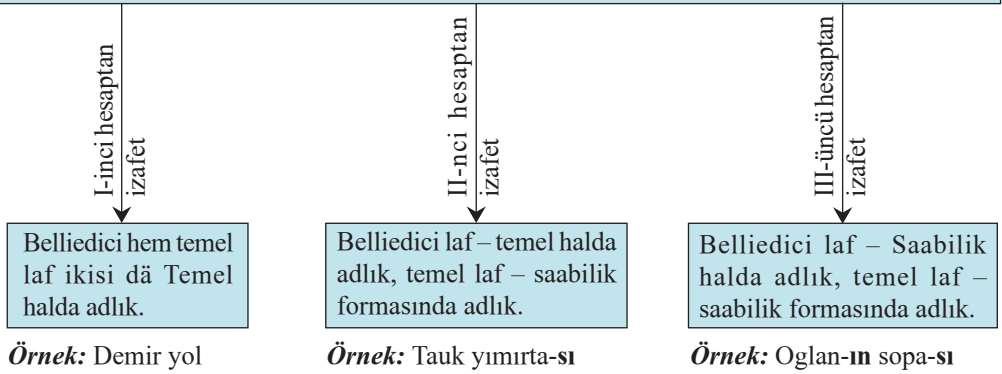 I-inci hesaptan
izafet
II-nci hesaptan
izafet
III-üncü hesaptan
izafet
Belliedici hem temel
laf ikisi dä Temel
halda adlık.
Belliedici laf – temel halda
adlık, temel laf – saabilik
formasında adlık.
Belliedici laf – Saabilik
halda adlık, temel laf –
saabilik formasında adlık.
Örnek: Demir yol
Örnek: Tauk yımırta-sı
Örnek: Oglan-ın sopa-sı